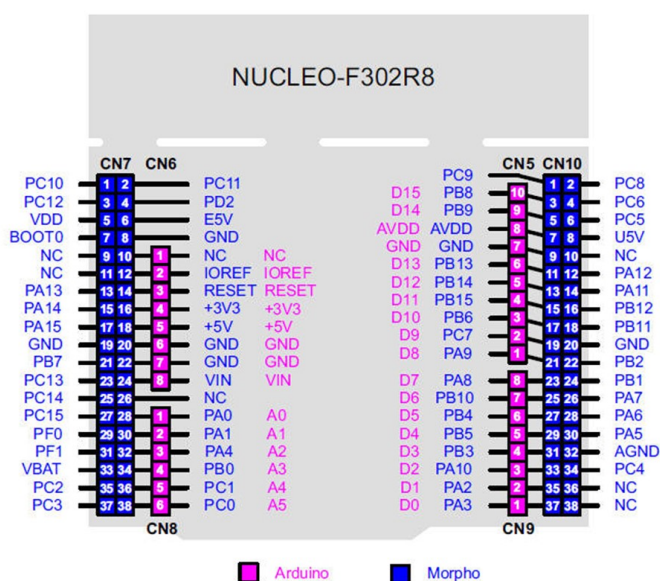 NUCLEO-F302R8
CN7 CN6 CN5 CN10
PC9
PC10 1 2 PC11 D15 PB8 10 1 2 PC8
PC12 3 4 PD2 D14 PB9 9 3 4 PC6
VDD 5 6 E5V AVDD AVDD 8 5 6 PC5
BOOT0 7 8 GND GND GND 7 7 8 U5V
NC 9 10 1 NC NC D13 PB13 6 9 10 NC
NC 11 12 2 IOREF IOREF D12 PB14 5 11 12 PA12
PA13 13 14 3 RESET RESET D11 PB15 4 13 14 PA11
PA14 15 16 4 +3V3 +3V3 D10 PB6 3 15 16 PB12
PA15 17 18 5 +5V +5V D9 PC7 2 17 18 PB11
GND 19 20 6 GND GND D8 PA9 1 19 20 GND
PB7 21 22 7 GND GND 21 22 PB2
PC13 23 24 8 VIN VIN D7 PA8 8 23 24 PB1
PC14 25 26 NC D6 PB10 7 25 26 PA7
PC15 27 28 1 PA0 A0 D5 PB4 6 27 28 PA6
PF0 29 30 2 PA1 A1 D4 PB5 5 29 30 PA5
PF1 31 32 3 PA4 A2 D3 PB3 4 31 32 AGND
VBAT 33 34 4 PB0 A3 D2 PA10 3 33 34 PC4
PC2 35 36 5 PC1 A4 D1 PA2 2 35 36 NC
PC3 37 38 6 PC0 A5 D0 PA3 1 37 38 NC
CN8 CN9
Arduino Morpho